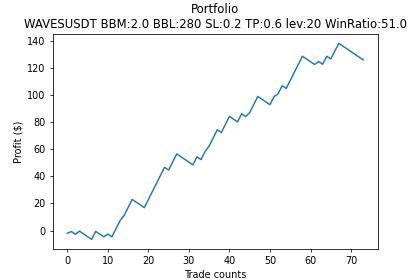 Portfolio
WAVESUSDT BBM:2.0 BBL:280 SL:0.2 TP:0.6 lev:20 WinRatio:51.0
140
120
100
80
60
40
20
0
Profit ($)
0 10 20 30 40 50 60 70
Trade counts